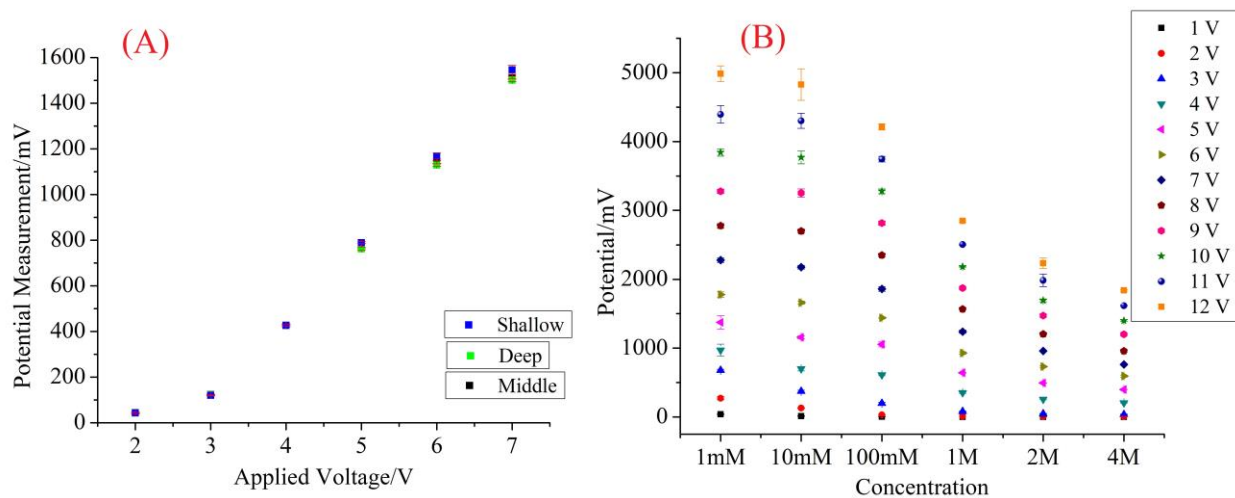 (A)
Potential Measurement/mV
1600
1400
1200
1000
800
600
400
200
0
2 3 4 5 6 7
Applied Voltage/V
Shallow
Deep
Middle
(B)
Potential/mV
5000
4000
3000
2000
1000
0
1mM 10mM 100mM 1M 2M 4M
Concentration
1 V
2 V
3 V
4 V
5 V
6 V
7 V
8 V
9 V
10 V
11 V
12 V